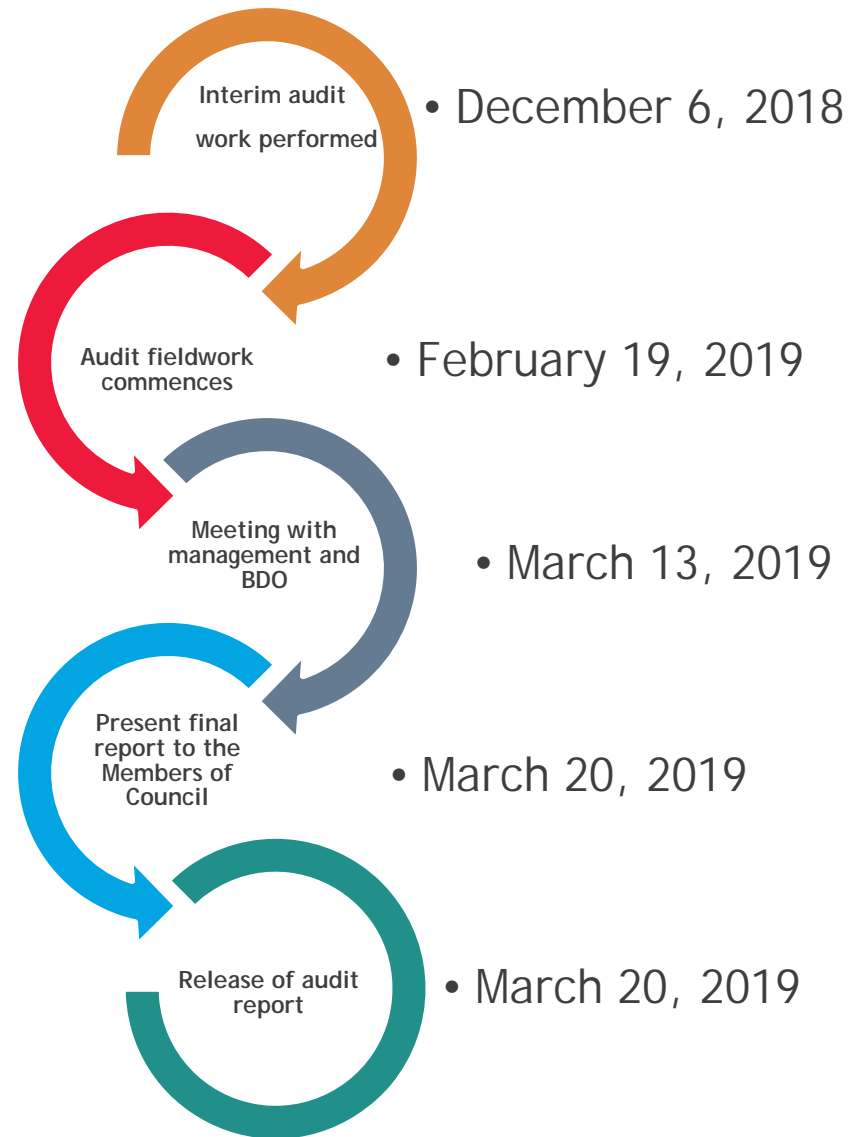 Interim audit
work performed
• December 6, 2018
Audit fieldwork
commences
• February 19, 2019
Meeting with
management and
BDO
• March 13, 2019
Present final
report to the
Members of
Council
• March 20, 2019
Release of audit
report
• March 20, 2019